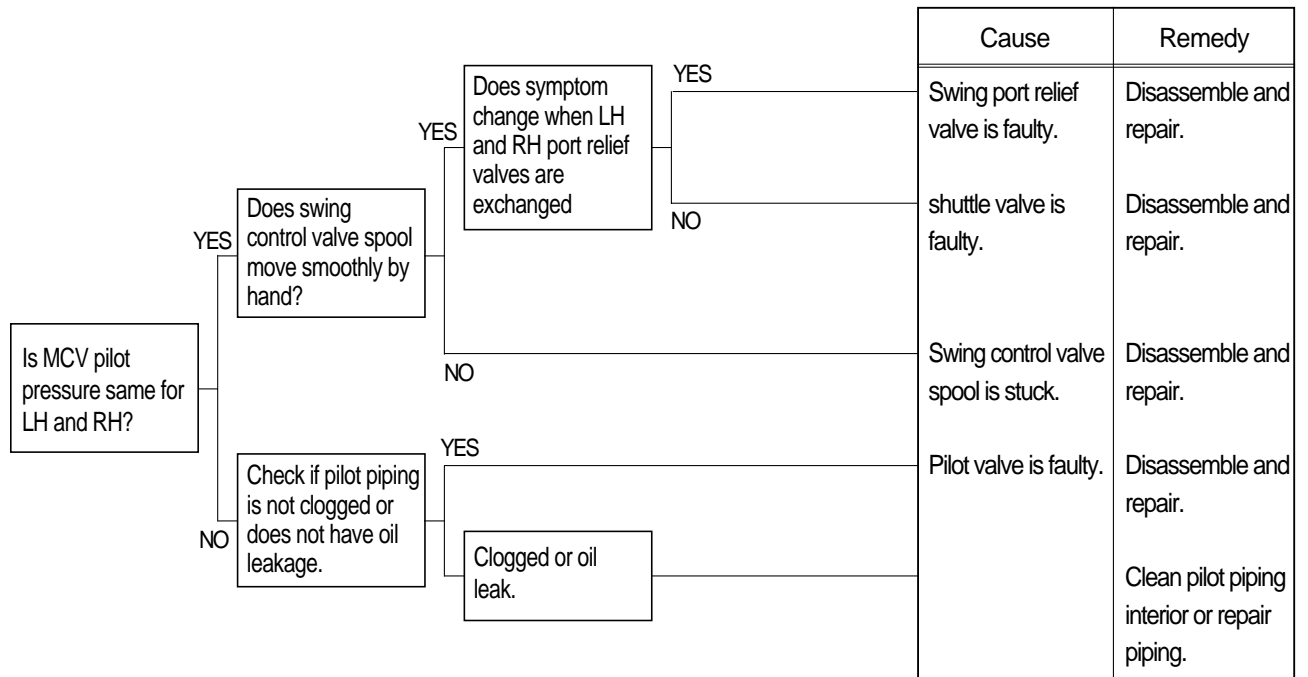 Cause
Remedy
YES
Does symptom
change when LH
and RH port relief
valves are
exchanged
YES
Swing port relief
valve is faulty.
Disassemble and
repair.
NO
shuttle valve is
faulty.
Disassemble and
repair.
YES
Does swing
control valve spool
move smoothly by
hand?
NO
Swing control valve
spool is stuck.
Disassemble and
repair.
Is MCV pilot
pressure same for
LH and RH?
NO
Check if pilot piping
is not clogged or
does not have oil
leakage.
YES
Pilot valve is faulty.
Disassemble and
repair.
Clogged or oil
leak.
Clean pilot piping
interior or repair
piping.